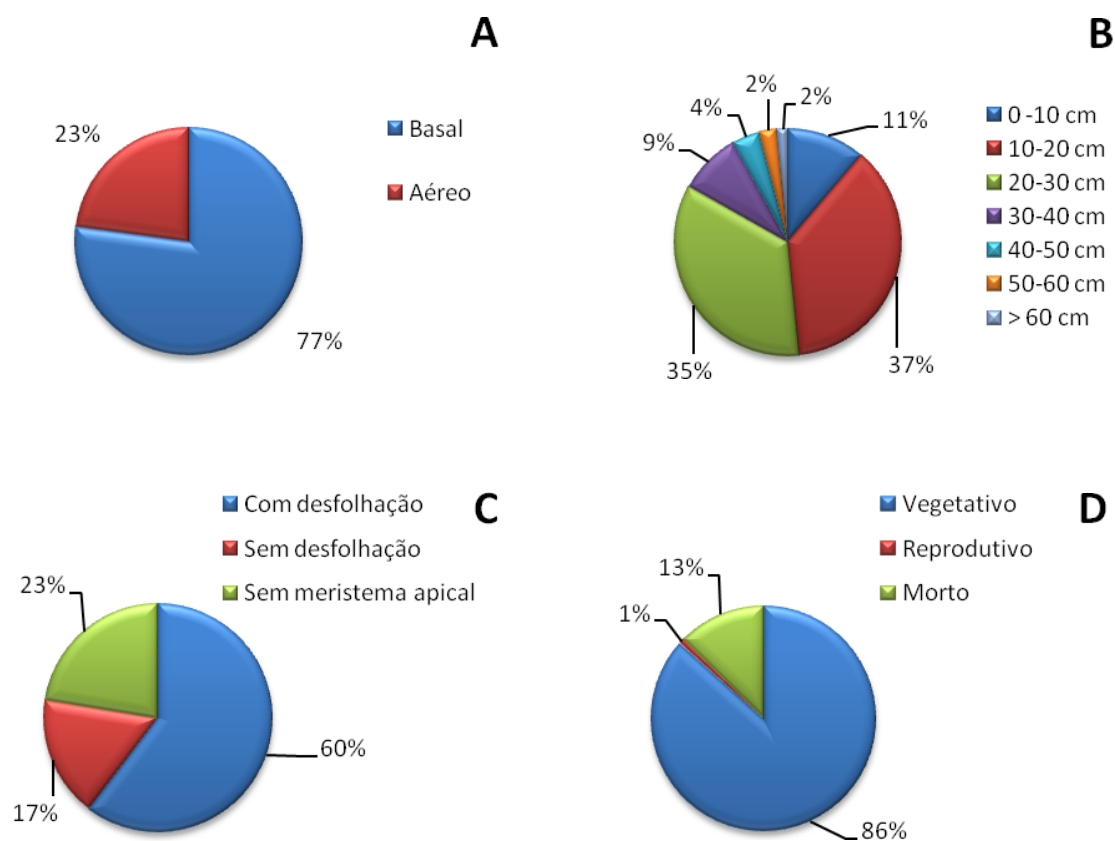 A
23%
77%
Basal
Aéreo
B
2%
2%
4%
9%
11%
35%
37%
0 -10 cm
10-20 cm
20-30 cm
30-40 cm
40-50 cm
50-60 cm
> 60 cm
C
Com desfolhação
Sem desfolhação
Sem meristema apical
23%
17%
60%
D
Vegetativo
Reprodutivo
Morto
13%
1%
86%